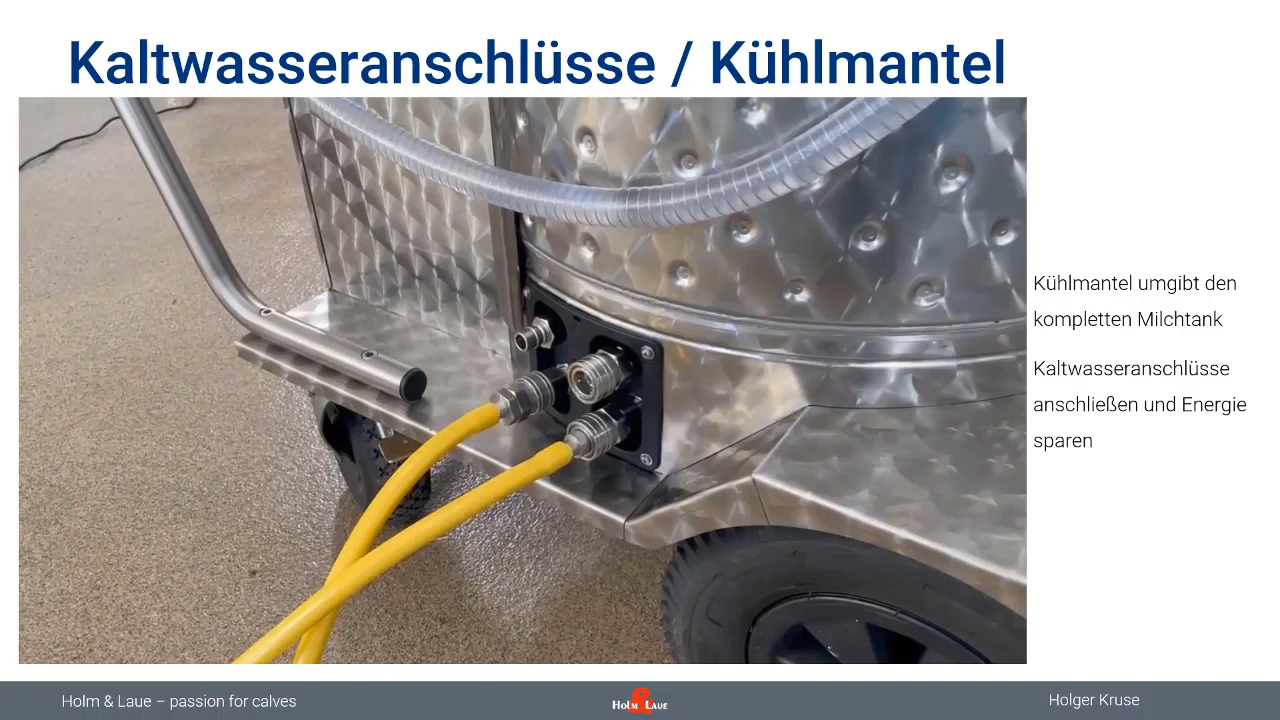 Kaltwasseranschlüsse / Kühlmantel
Kühlmantel umgibt den
kompletten Milchtank
Kaltwasseranschlüsse
anschließen und Energie
sparen
Holm & Laue – passion for calves
Holm & Laue
Holger Kruse